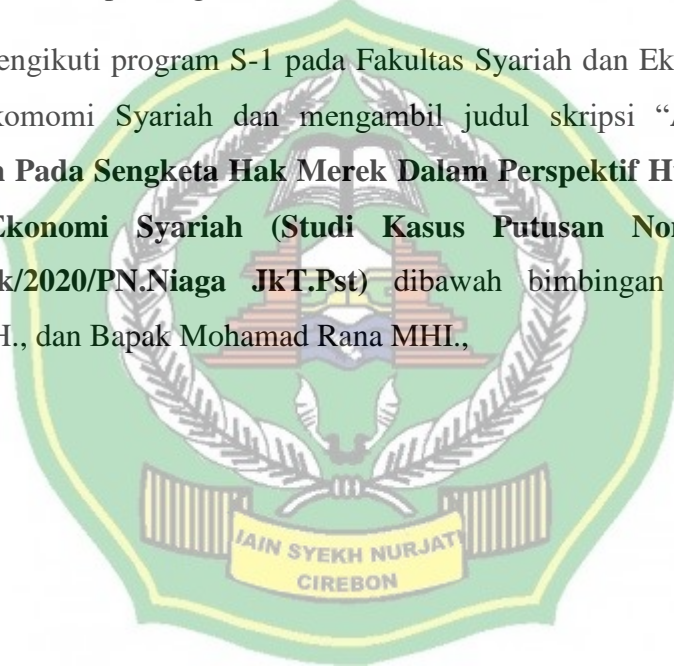 engikuti program S-1 pada Fakultas Syariah dan Ek
komomi Syariah dan mengambil judul skripsi “A
n Pada Sengketa Hak Merek Dalam Perspektif H
Ekonomi Syariah (Studi Kasus Putusan No
k/2020/PN.Niaga JkT.Pst) dibawah bimbingan
H., dan Bapak Mohamad Rana MHI.,
IAIN SYEKH NURJATI
CIREBON